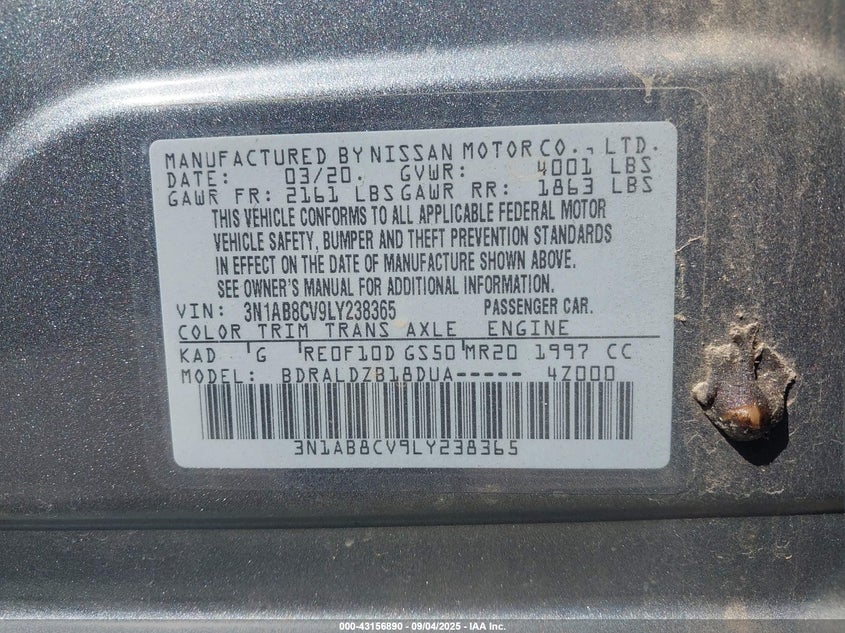 MANUFACTURED BY NISSAN MOTOR CO., LTD.
DATE: 03/20. GVWR: 4001 LBS
GAWR FR: 2161 LBS GAWR RR: 1863 LBS
THIS VEHICLE CONFORMS TO ALL APPLICABLE FEDERAL MOTOR
VEHICLE SAFETY, BUMPER AND THEFT PREVENTION STANDARDS
IN EFFECT ON THE DATE OF MANUFACTURE SHOWN ABOVE.
SEE OWNER'S MANUAL FOR ADDITIONAL INFORMATION.
VIN: 3N1AB8CV9LY238365 PASSENGER CAR.
COLOR TRIM TRANS AXLE ENGINE
KAD G RE0F10D GS50 MR20 1997 CC
MODEL: BDRALDZB18DUA----- 4Z000
3N1AB8CV9LY238365
000-43156890 - 09/04/2025 - IAA Inc.